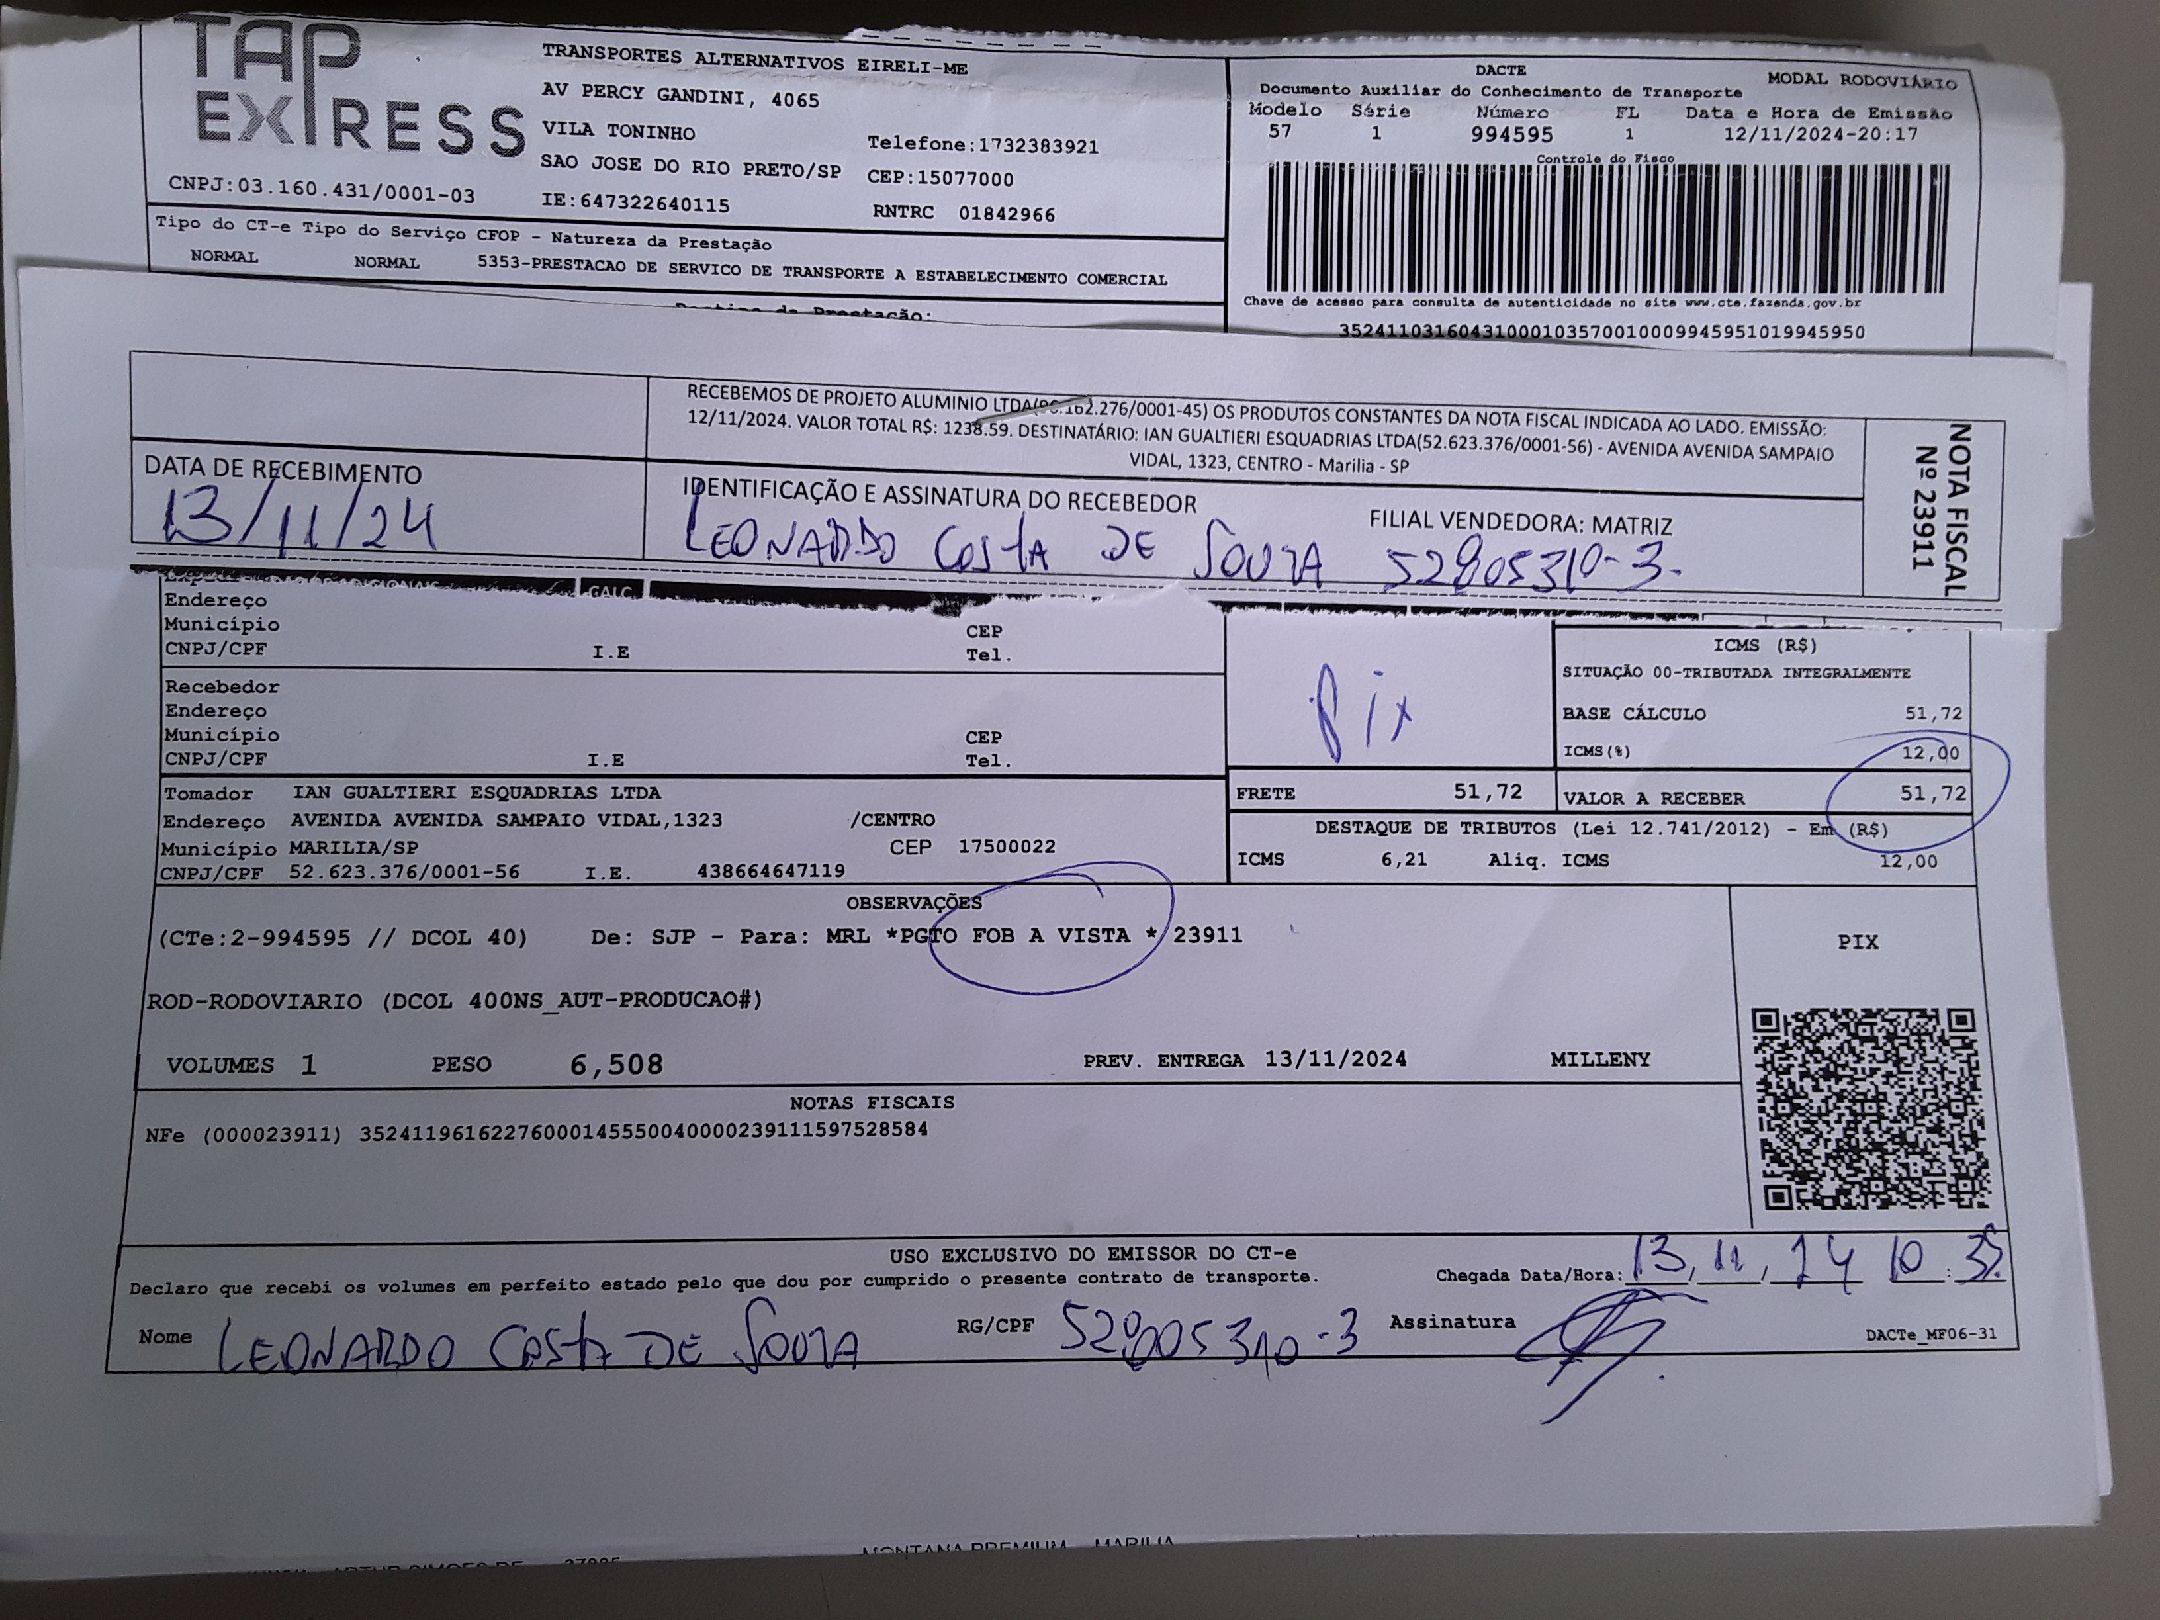 TAP EXPRESS
TRANSPORTES ALTERNATIVOS EIRELI-ME
AV PERCY GANDINI, 4065
VILA TONINHO
Telefone:1732383921
SAO JOSE DO RIO PRETO/SP CEP:15077000
CNPJ:03.160.431/0001-03
IE:647322640115
RNTRC 01842966
DACTE
MODAL RODOVIÁRIO
Documento Auxiliar do Conhecimento de Transporte
Modelo Série Número FL Data e Hora de Emissão
57 1 994595 1 12/11/2024-20:17
Controle do Fisco
Chave de acesso para consulta de autenticidade no site www.cte.fazenda.gov.br
35241103160431000103570010009945951019945950
Tipo do CT-e Tipo do Serviço CFOP - Natureza da Prestação
NORMAL NORMAL 5353-PRESTACAO DE SERVICO DE TRANSPORTE A ESTABELECIMENTO COMERCIAL
da Prestação:
RECEBEMOS DE PROJETO ALUMINIO LTDA(96.162.276/0001-45) OS PRODUTOS CONSTANTES DA NOTA FISCAL INDICADA AO LADO. EMISSÃO:
12/11/2024. VALOR TOTAL R$: 1238.59. DESTINATÁRIO: IAN GUALTIERI ESQUADRIAS LTDA(52.623.376/0001-56) - AVENIDA AVENIDA SAMPAIO
VIDAL, 1323, CENTRO - Marilia - SP
NOTA FISCAL
Nº 23911
DATA DE RECEBIMENTO
13/11/24
IDENTIFICAÇÃO E ASSINATURA DO RECEBEDOR
FILIAL VENDEDORA: MATRIZ
LEONARDO COSTA DE SOUZA 52805310-3
CALC
Endereço
Município CEP
CNPJ/CPF I.E Tel.
Recebedor
Endereço
Município CEP
CNPJ/CPF I.E Tel.
Pix
ICMS (R$)
SITUAÇÃO 00-TRIBUTADA INTEGRALMENTE
BASE CÁLCULO 51,72
ICMS(%) 12,00
FRETE 51,72 VALOR A RECEBER 51,72
Tomador IAN GUALTIERI ESQUADRIAS LTDA
Endereço AVENIDA AVENIDA SAMPAIO VIDAL,1323 /CENTRO
Município MARILIA/SP CEP 17500022
CNPJ/CPF 52.623.376/0001-56 I.E. 438664647119
DESTAQUE DE TRIBUTOS (Lei 12.741/2012) - Em (R$)
ICMS 6,21 Aliq. ICMS 12,00
OBSERVAÇÕES
(CTe:2-994595 // DCOL 40) De: SJP - Para: MRL *PGTO FOB A VISTA * 23911
ROD-RODOVIARIO (DCOL 400NS_AUT-PRODUCAO#)
VOLUMES 1 PESO 6,508 PREV. ENTREGA 13/11/2024 MILLENY
PIX
NOTAS FISCAIS
NFe (000023911) 35241196162276000145550040000239111597528584
USO EXCLUSIVO DO EMISSOR DO CT-e
Declaro que recebi os volumes em perfeito estado pelo que dou por cumprido o presente contrato de transporte.
Chegada Data/Hora: 13/11/24 10:35
Nome LEONARDO COSTA DE SOUZA RG/CPF 52805310-3 Assinatura
DACTe_MF06-31
MONTANA PREMIUM MARILIA